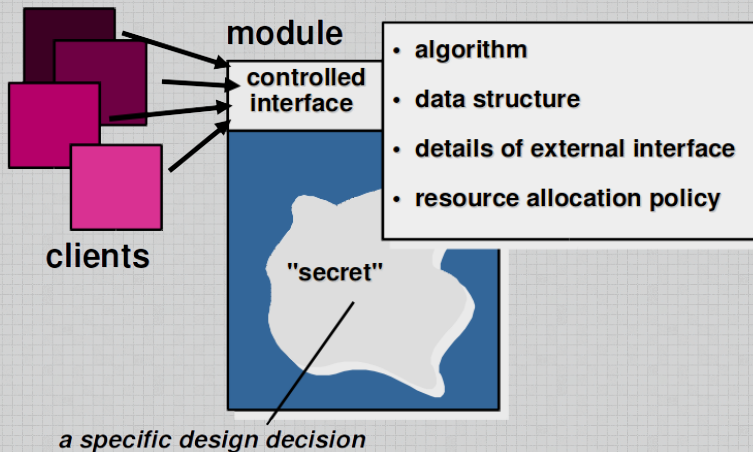 module
controlled
interface
• algorithm
• data structure
• details of external interface
• resource allocation policy
clients
"secret"
a specific design decision